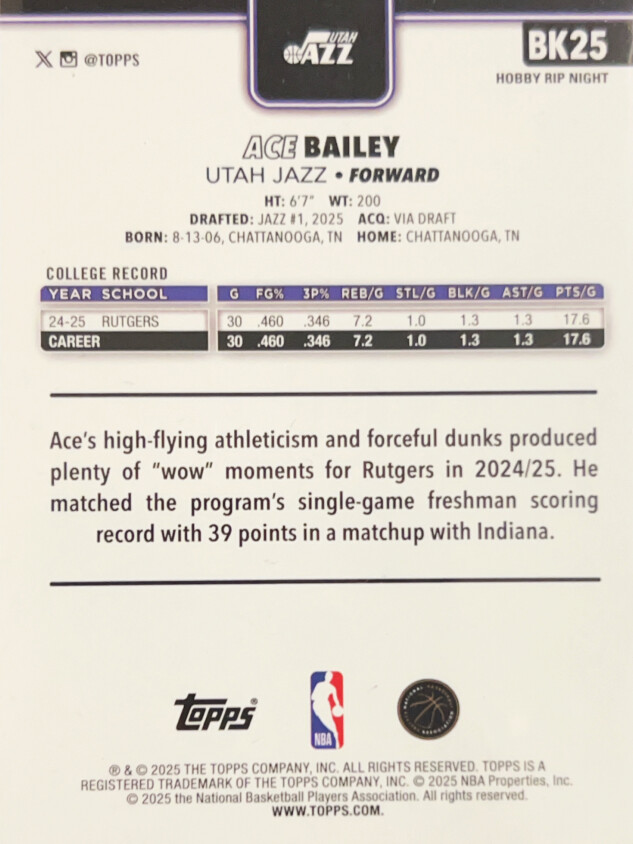 UTAH
JAZZ
@TOPPS
BK25
HOBBY RIP NIGHT
ACE BAILEY
UTAH JAZZ • FORWARD
HT: 6'7" WT: 200
DRAFTED: JAZZ #1, 2025 ACQ: VIA DRAFT
BORN: 8-13-06, CHATTANOOGA, TN HOME: CHATTANOOGA, TN
COLLEGE RECORD
YEAR SCHOOL G FG% 3P% REB/G STL/G BLK/G AST/G PTS/G
24-25 RUTGERS 30 .460 .346 7.2 1.0 1.3 1.3 17.6
CAREER 30 .460 .346 7.2 1.0 1.3 1.3 17.6
Ace's high-flying athleticism and forceful dunks produced
plenty of "wow" moments for Rutgers in 2024/25. He
matched the program's single-game freshman scoring
record with 39 points in a matchup with Indiana.
Topps®
NBA
® & © 2025 THE TOPPS COMPANY, INC. ALL RIGHTS RESERVED. TOPPS IS A
REGISTERED TRADEMARK OF THE TOPPS COMPANY, INC. © 2025 NBA Properties, Inc.
© 2025 the National Basketball Players Association. All rights reserved.
WWW.TOPPS.COM.